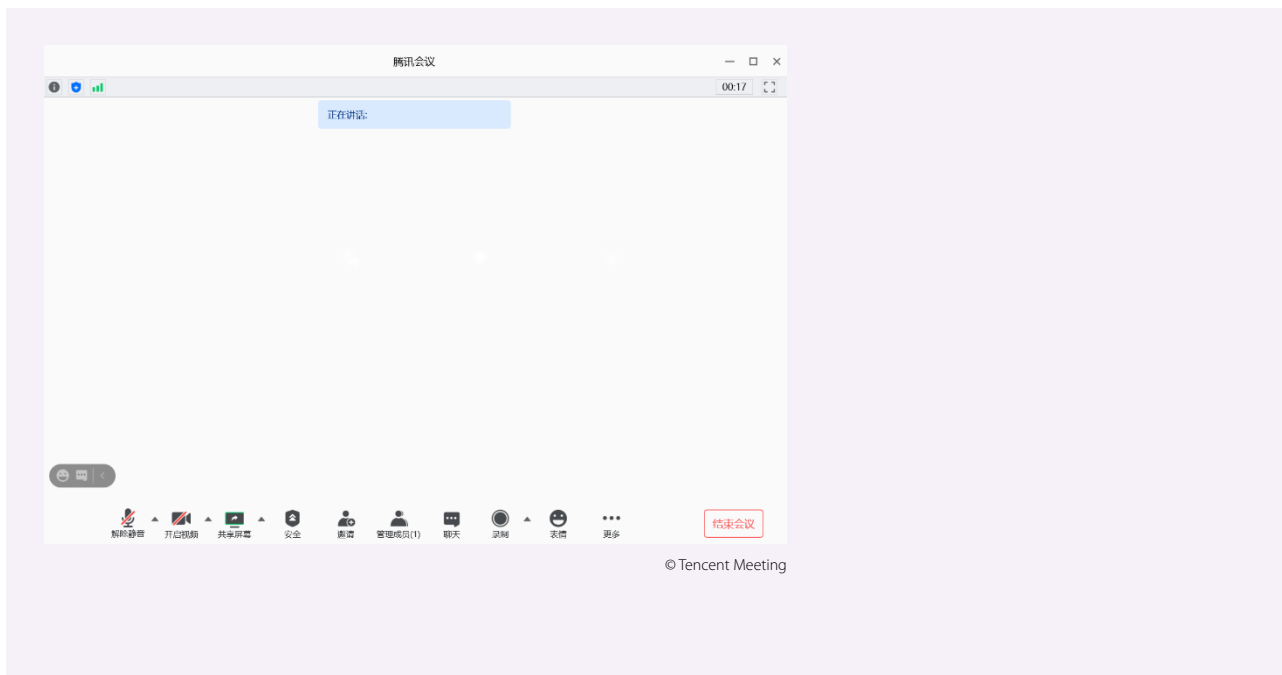 腾讯会议
00:17
正在讲话:
解除静音 开启视频 共享屏幕 安全 邀请 管理成员(1) 聊天 录制 表情 更多 结束会议
© Tencent Meeting